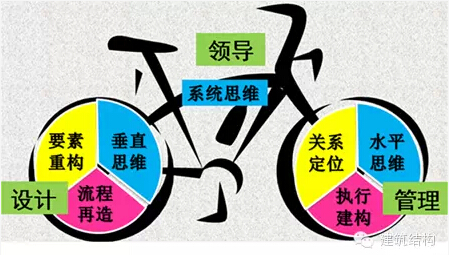 领导
系统思维
要素
重构
垂直
思维
流程
再造
设计
关系
定位
水平
思维
执行
建构
管理
建筑结构